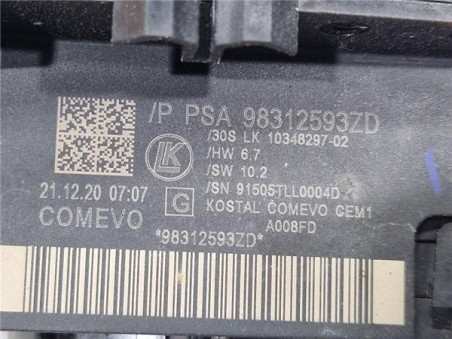 /P PSA 98312593ZD
/30S LK 10348297-02
/HW 6.7
/SW 10.2
/SN 91505TLL0004D
KOSTAL COMEVO CEM1
A008FD
LK
21.12.20 07:07
G
COMEVO
*98312593ZD*